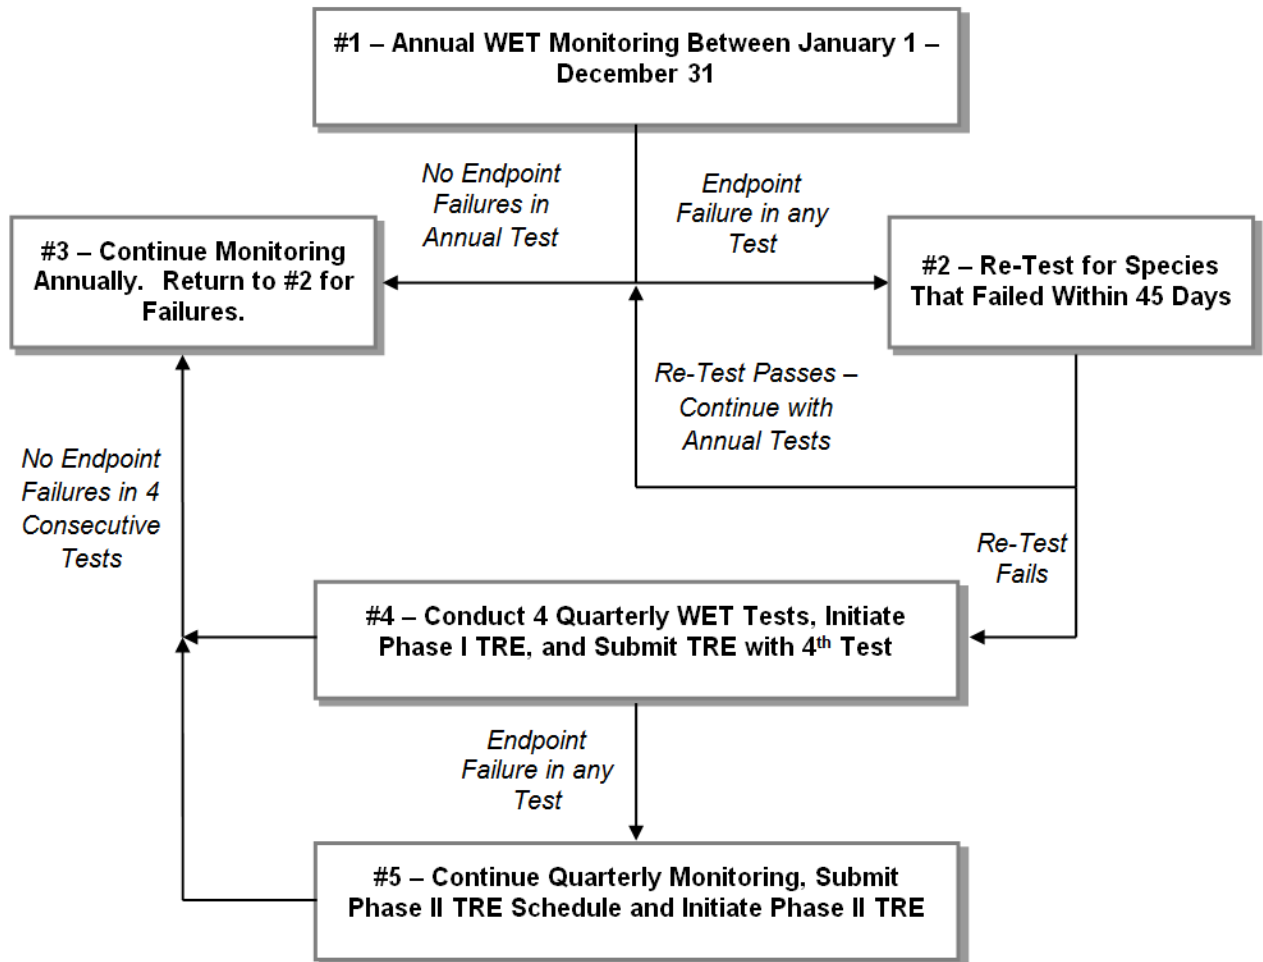 #1 – Annual WET Monitoring Between January 1 –
December 31
No Endpoint
Failures in
Annual Test
Endpoint
Failure in any
Test
#3 – Continue Monitoring
Annually.  Return to #2 for
Failures.
#2 – Re-Test for Species
That Failed Within 45 Days
Re-Test Passes –
Continue with
Annual Tests
No Endpoint
Failures in 4
Consecutive
Tests
Re-Test
Fails
#4 – Conduct 4 Quarterly WET Tests, Initiate
Phase I TRE, and Submit TRE with 4th Test
Endpoint
Failure in any
Test
#5 – Continue Quarterly Monitoring, Submit
Phase II TRE Schedule and Initiate Phase II TRE